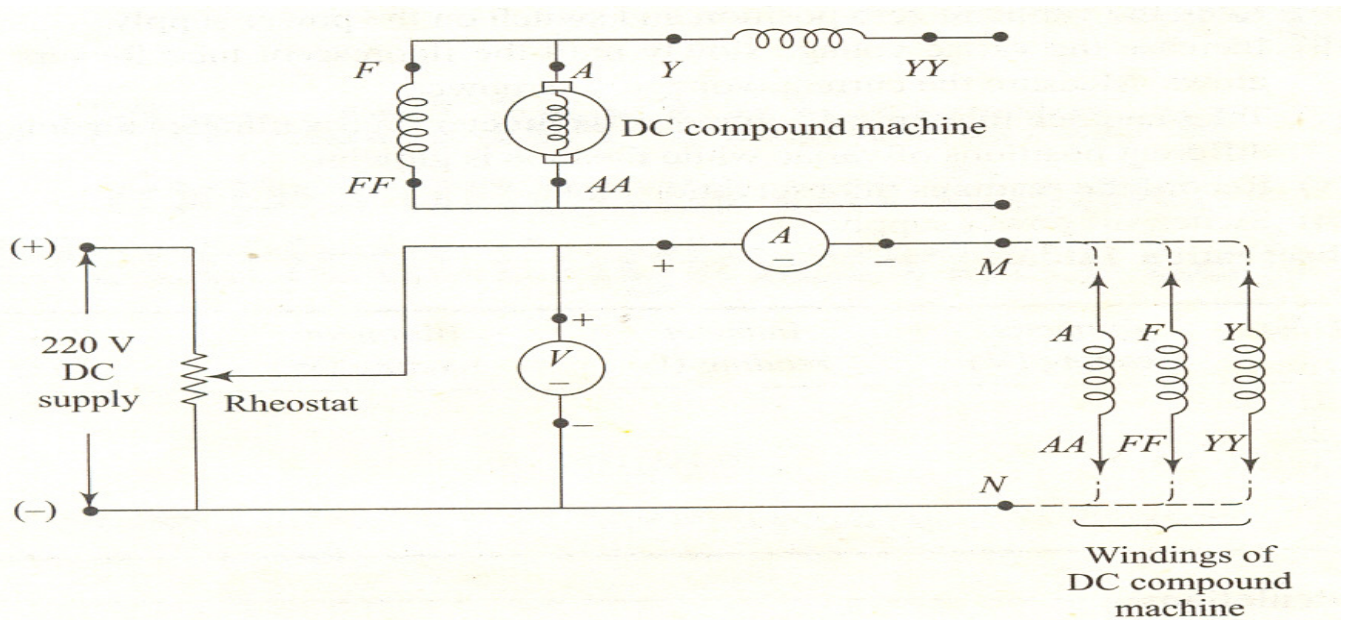 F
A
Y
YY
DC compound machine
FF
AA
(+)
A
+
−
−
M
220 V
DC
supply
Rheostat
+
V
−
−
A
F
Y
AA
FF
YY
N
(−)
Windings of
DC compound
machine